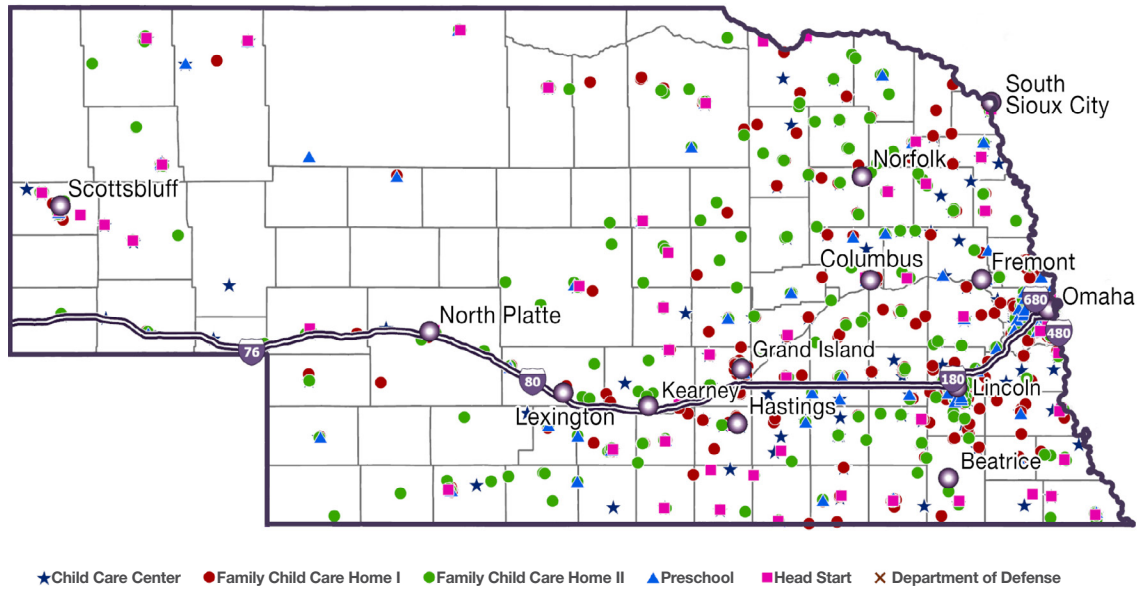 South
Sioux City
Norfolk
Scottsbluff
Columbus
Fremont
680
Omaha
North Platte
480
Grand Island
76
80
180
Kearney
Lincoln
Lexington
Hastings
Beatrice
Child Care Center Family Child Care Home I Family Child Care Home II Preschool Head Start Department of Defense